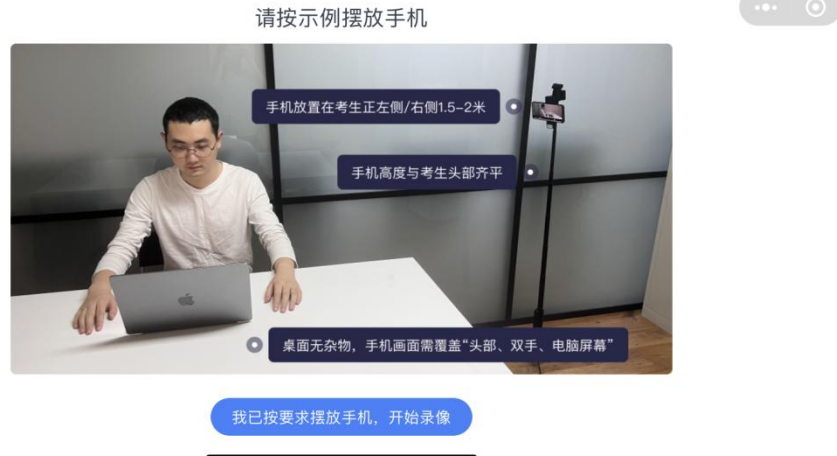 请按示例摆放手机
手机放置在考生正左侧/右侧1.5-2米
手机高度与考生头部齐平
桌面无杂物，手机画面需覆盖“头部、双手、电脑屏幕”
我已按要求摆放手机，开始录像